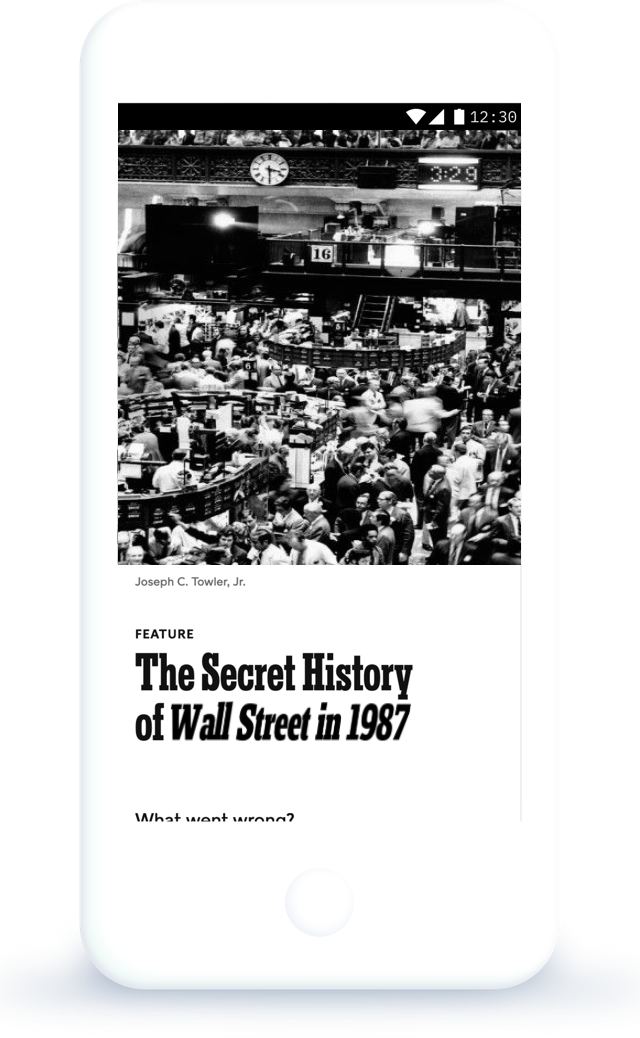 12:30
3:29
16
6
Joseph C. Towler, Jr.
FEATURE
The Secret History
of Wall Street in 1987
What went wrong?